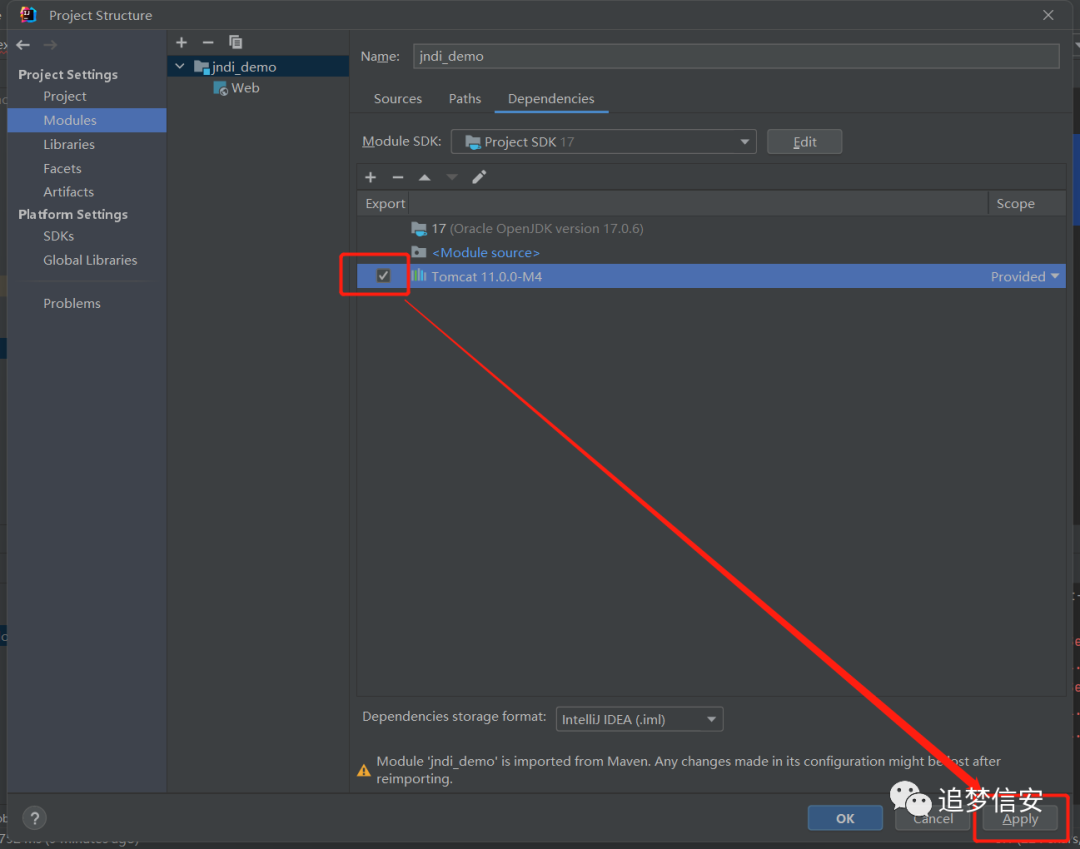 Project Structure
Project Settings
Project
Modules
Libraries
Facets
Artifacts
Platform Settings
SDKs
Global Libraries
Problems
jndi_demo
Web
Name: jndi_demo
Sources Paths Dependencies
Module SDK: Project SDK 17 Edit
Export Scope
17 (Oracle OpenJDK version 17.0.6)
<Module source>
Tomcat 11.0.0-M4 Provided
Dependencies storage format: IntelliJ IDEA (.iml)
Module 'jndi_demo' is imported from Maven. Any changes made in its configuration might be lost after
reimporting.
追梦信安
? OK Cancel Apply